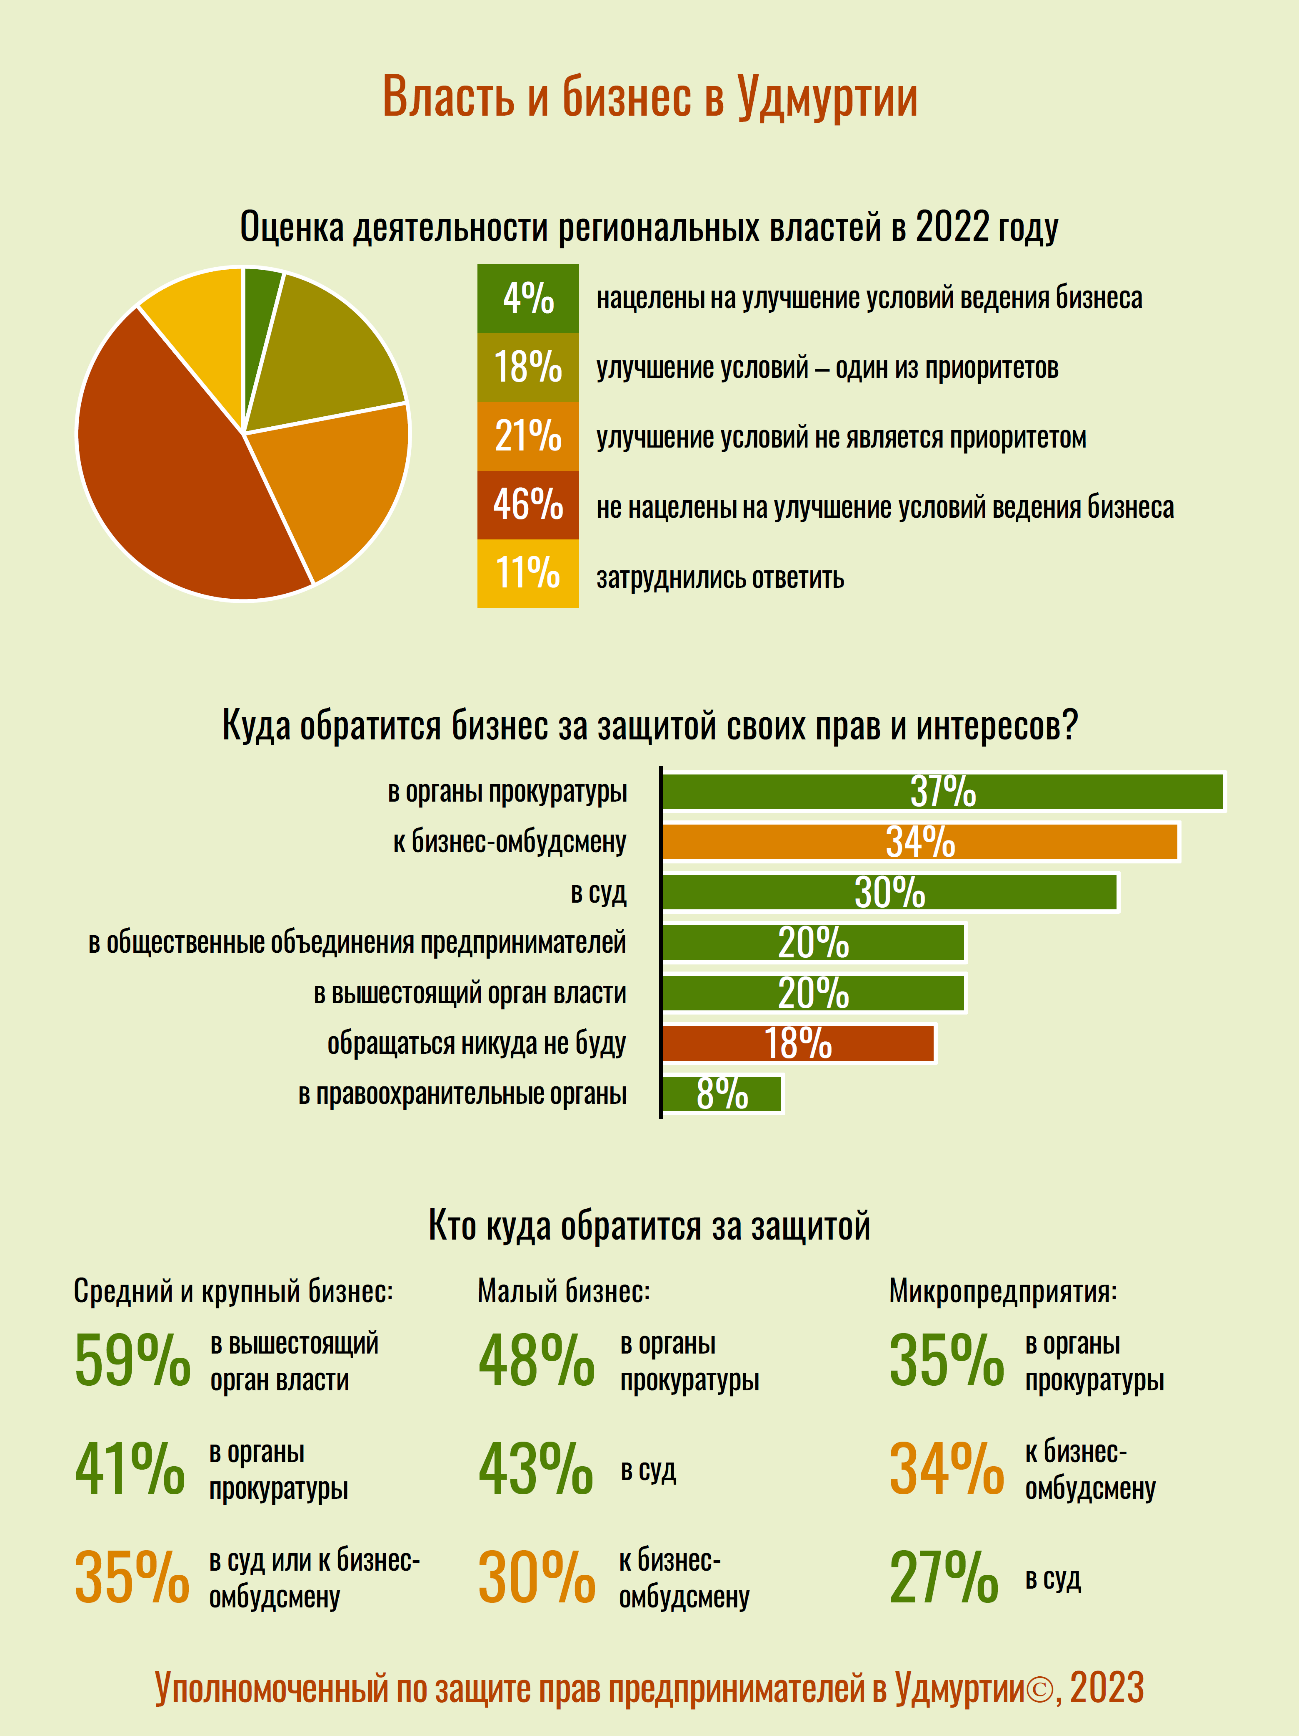 Власть и бизнес в Удмуртии
Оценка деятельности региональных властей в 2022 году
4% нацелены на улучшение условий ведения бизнеса
18% улучшение условий – один из приоритетов
21% улучшение условий не является приоритетом
46% не нацелены на улучшение условий ведения бизнеса
11% затруднились ответить
Куда обратится бизнес за защитой своих прав и интересов?
в органы прокуратуры 37%
к бизнес-омбудсмену 34%
в суд 30%
в общественные объединения предпринимателей 20%
в вышестоящий орган власти 20%
обращаться никуда не буду 18%
в правоохранительные органы 8%
Кто куда обратится за защитой
Средний и крупный бизнес:
59%
в вышестоящий
орган власти
41%
в органы
прокуратуры
35%
в суд или к бизнес-
омбудсмену
Малый бизнес:
48%
в органы
прокуратуры
43%
в суд
30%
к бизнес-
омбудсмену
Микропредприятия:
35%
в органы
прокуратуры
34%
к бизнес-
омбудсмену
27%
в суд
Уполномоченный по защите прав предпринимателей в Удмуртии©, 2023